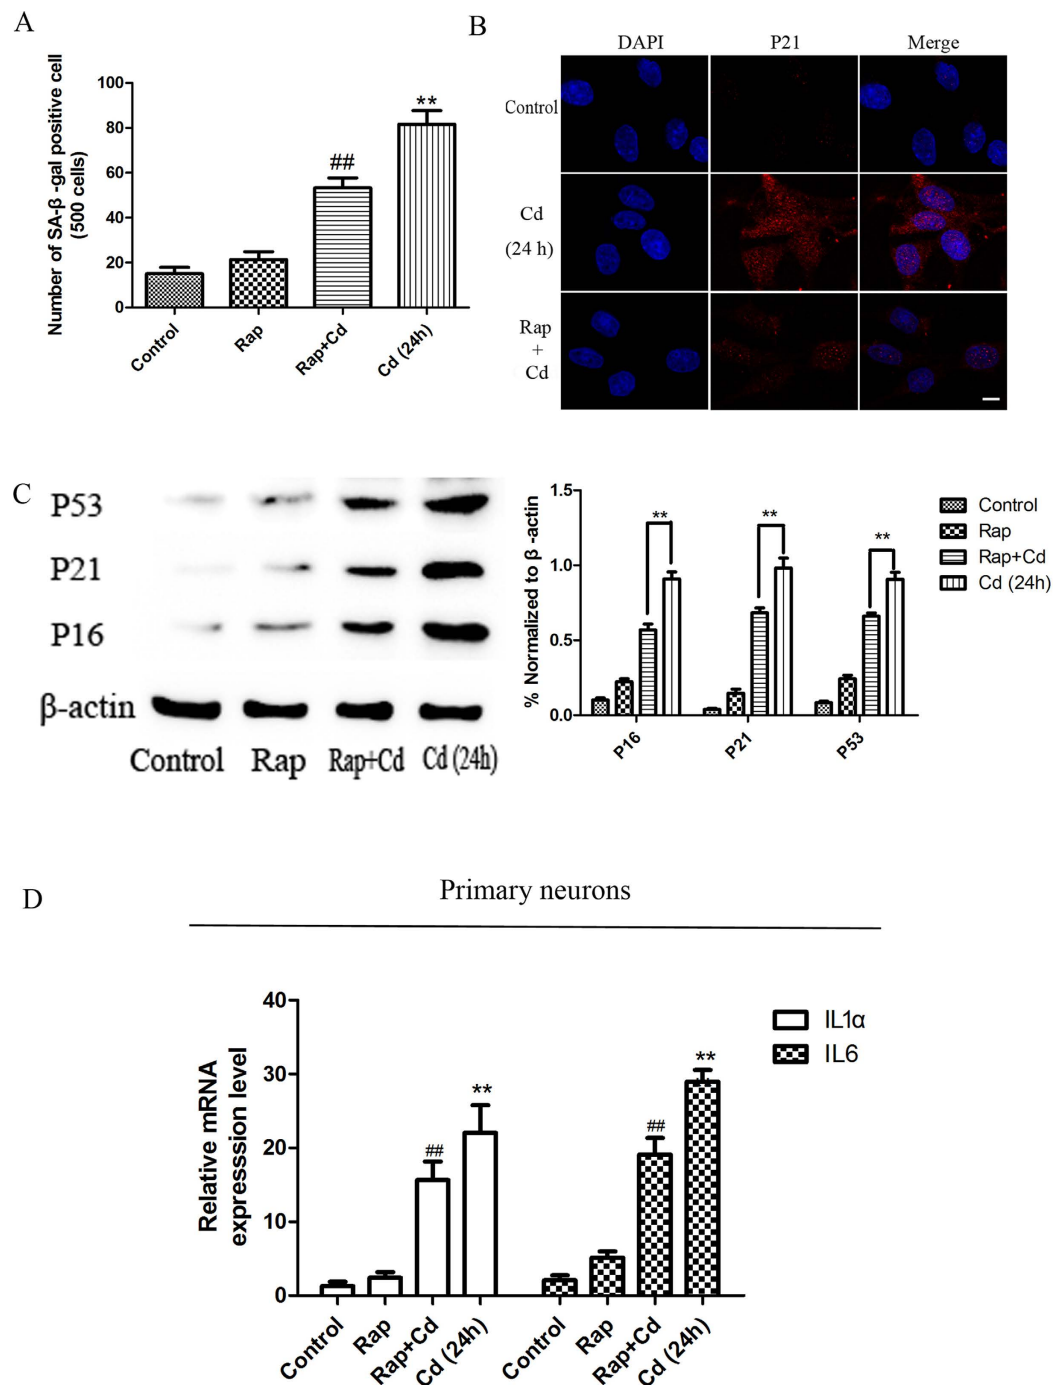 A
Number of SA-β -gal positive cell
(500 cells)
100
80
60
40
20
0
##
**
Control
Rap
Rap+Cd
Cd (24h)
B
DAPI P21 Merge
Control
Cd
(24 h)
Rap
+
Cd
C
P53
P21
P16
β-actin
Control Rap Rap+Cd Cd (24h)
% Normalized to β -actin
1.5
1.0
0.5
0.0
** ** **
P16 P21 P53
Control
Rap
Rap+Cd
Cd (24h)
D
Primary neurons
Relative mRNA
expresssion level
40
30
20
10
0
## ** ## **
Control Rap Rap+Cd Cd (24h) Control Rap Rap+Cd Cd (24h)
IL1α
IL6